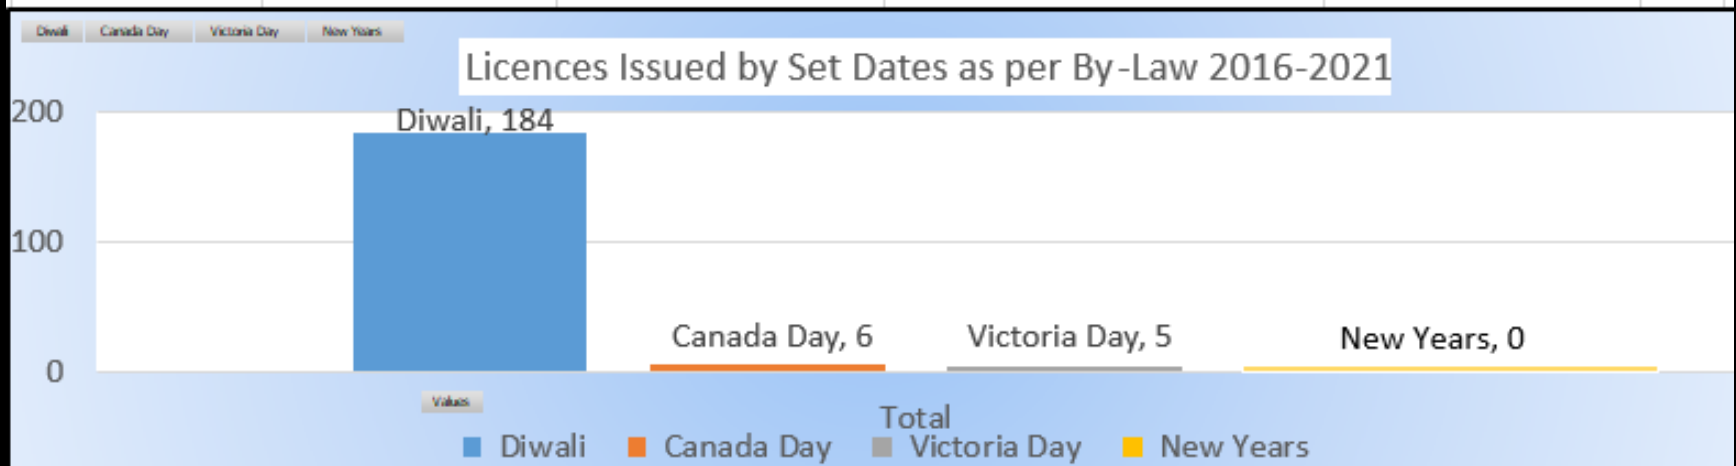 Diwali Canada Day Victoria Day New Years
Licences Issued by Set Dates as per By-Law 2016-2021
200
Diwali, 184
100
Canada Day, 6 Victoria Day, 5 New Years, 0
0
Values
Total
Diwali Canada Day Victoria Day New Years